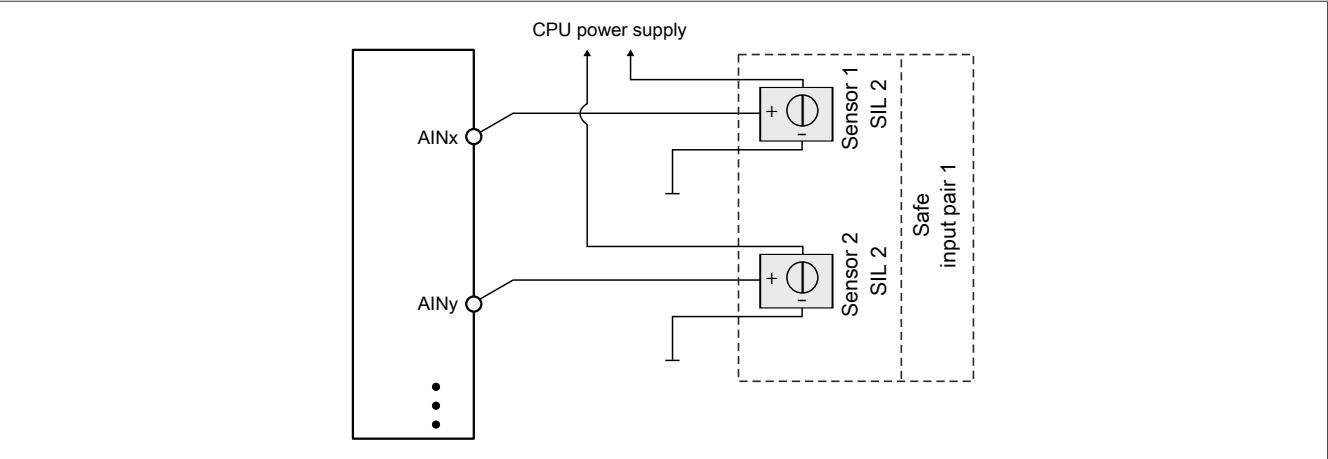 CPU power supply
AINx
+
-
Sensor 1
SIL 2
Safe
input pair 1
AINy
+
-
Sensor 2
SIL 2